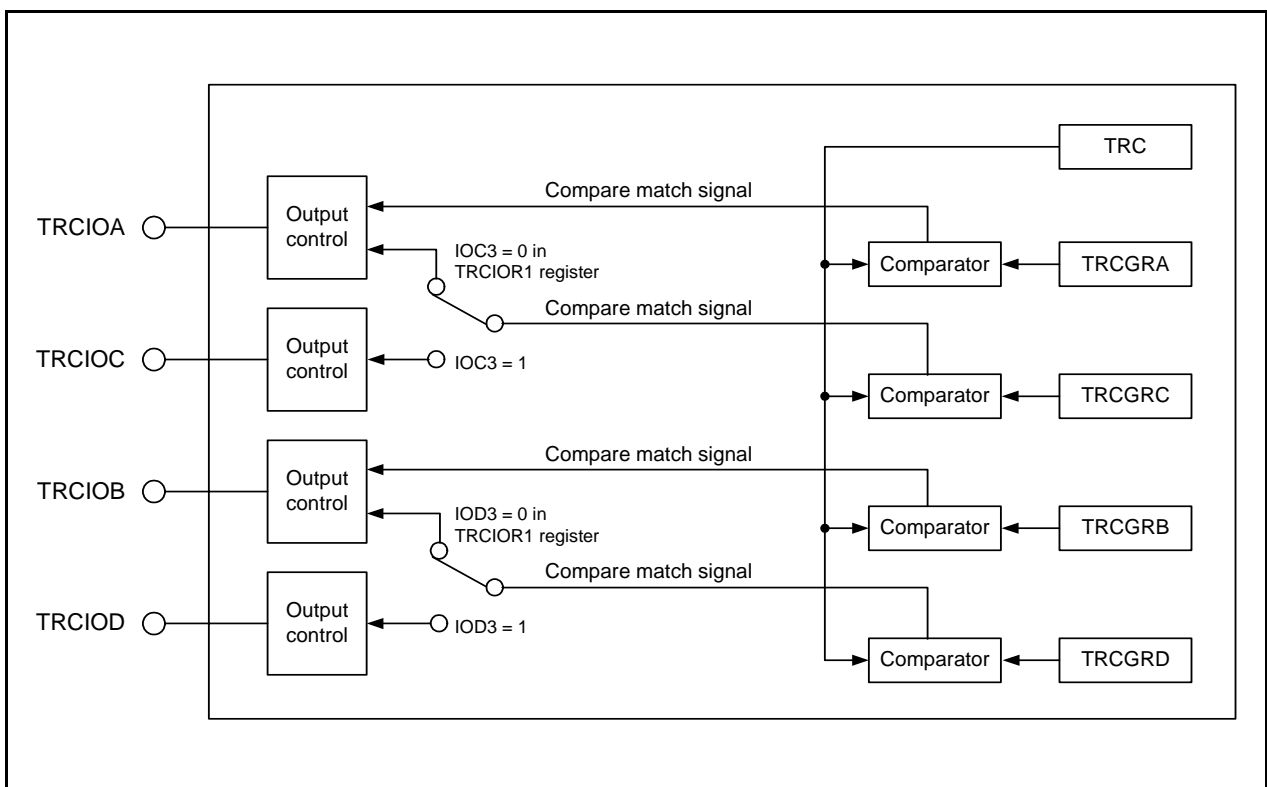 TRC
Compare match signal
TRCIOA
Output
control
IOC3 = 0 in
TRCIOR1 register
Comparator
TRCGRA
Compare match signal
TRCIOC
Output
control
IOC3 = 1
Comparator
TRCGRC
Compare match signal
TRCIOB
Output
control
IOD3 = 0 in
TRCIOR1 register
Comparator
TRCGRB
Compare match signal
TRCIOD
Output
control
IOD3 = 1
Comparator
TRCGRD